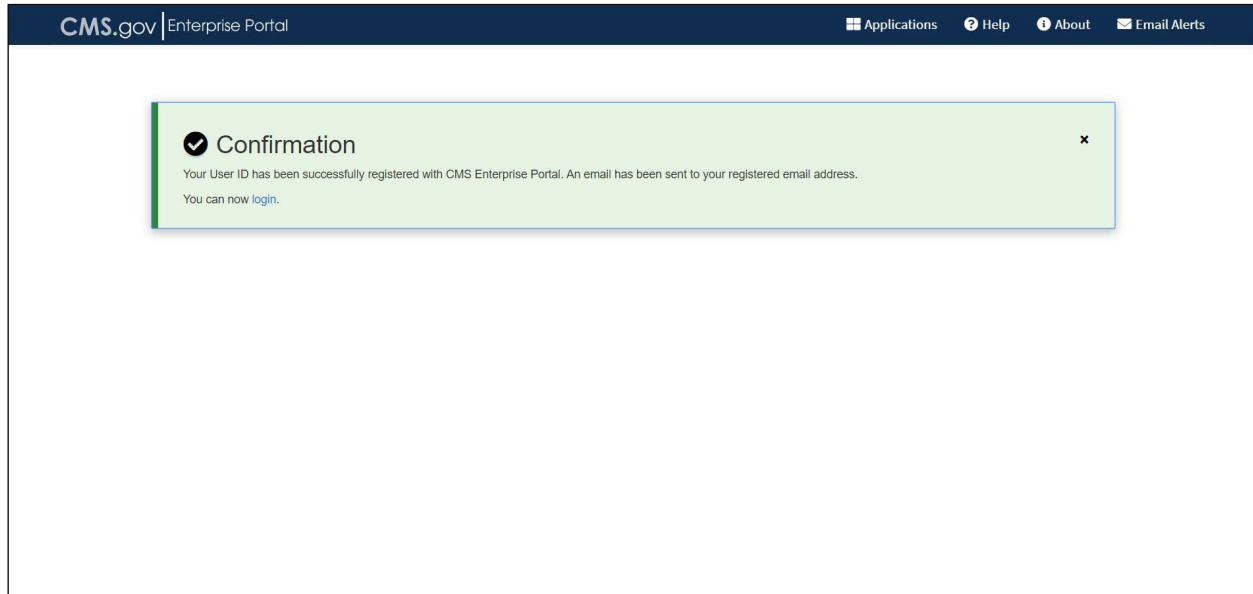 CMS.gov Enterprise Portal Applications Help About Email Alerts
Confirmation
Your User ID has been successfully registered with CMS Enterprise Portal. An email has been sent to your registered email address.
You can now login.